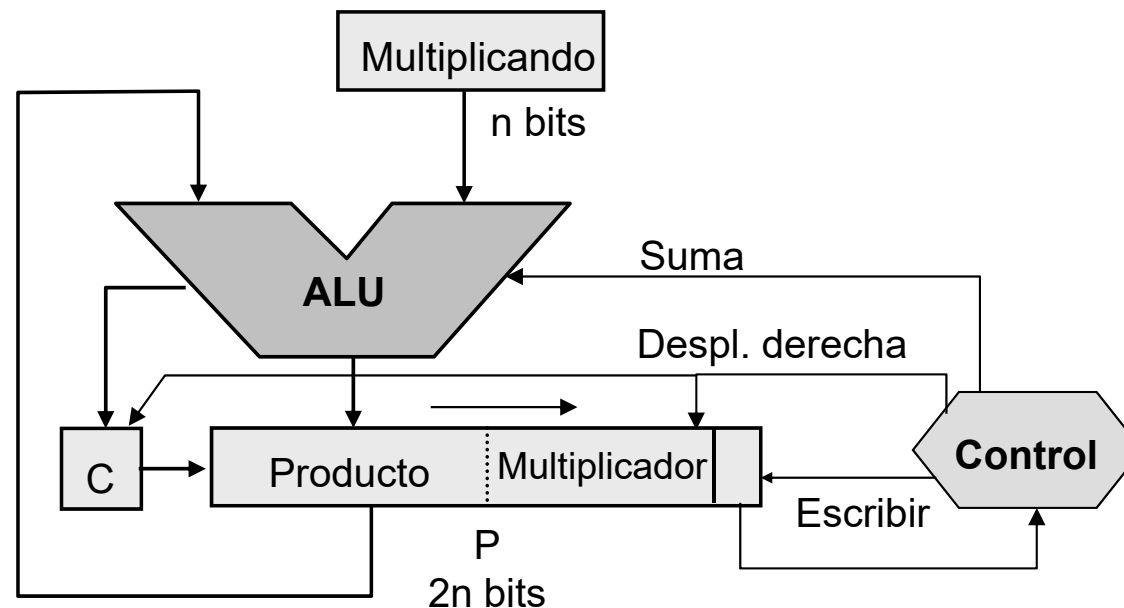 Multiplicando
n bits
Suma
ALU
Despl. derecha
C
Producto
Multiplicador
Control
Escribir
P
2n bits